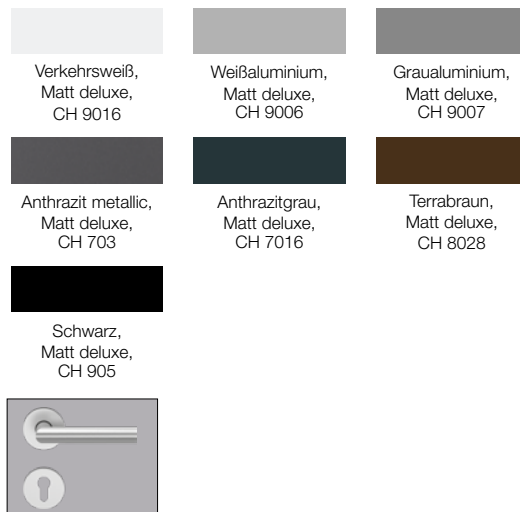 Verkehrsweiß,
Matt deluxe,
CH 9016
Weißaluminium,
Matt deluxe,
CH 9006
Graualuminium,
Matt deluxe,
CH 9007
Anthrazit metallic,
Matt deluxe,
CH 703
Anthrazitgrau,
Matt deluxe,
CH 7016
Terrabraun,
Matt deluxe,
CH 8028
Schwarz,
Matt deluxe,
CH 905